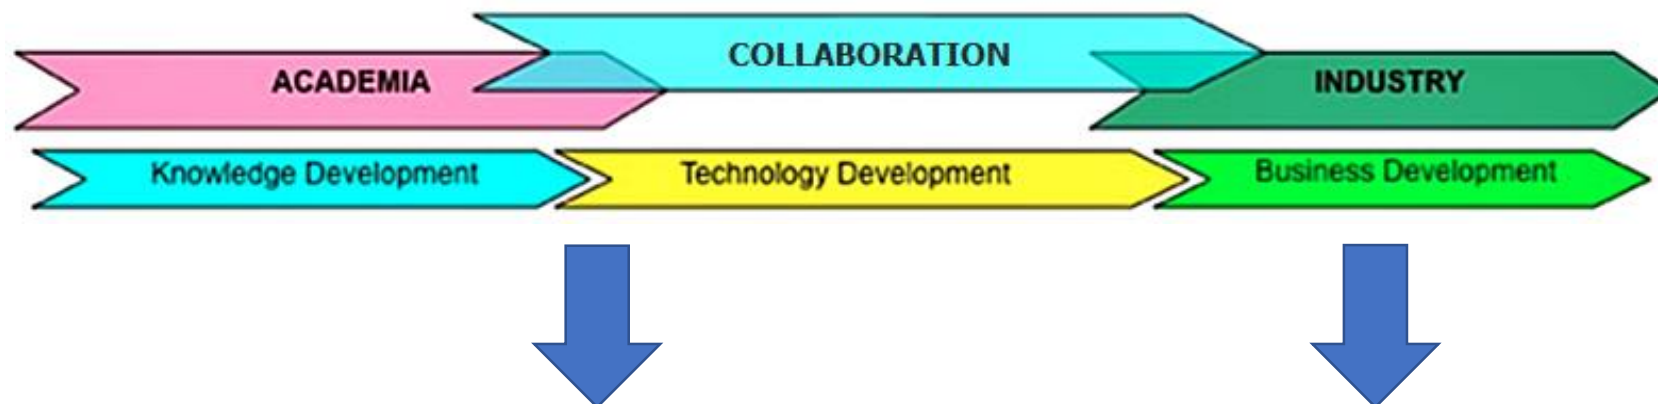 COLLABORATION
ACADEMIA
INDUSTRY
Knowledge Development
Technology Development
Business Development